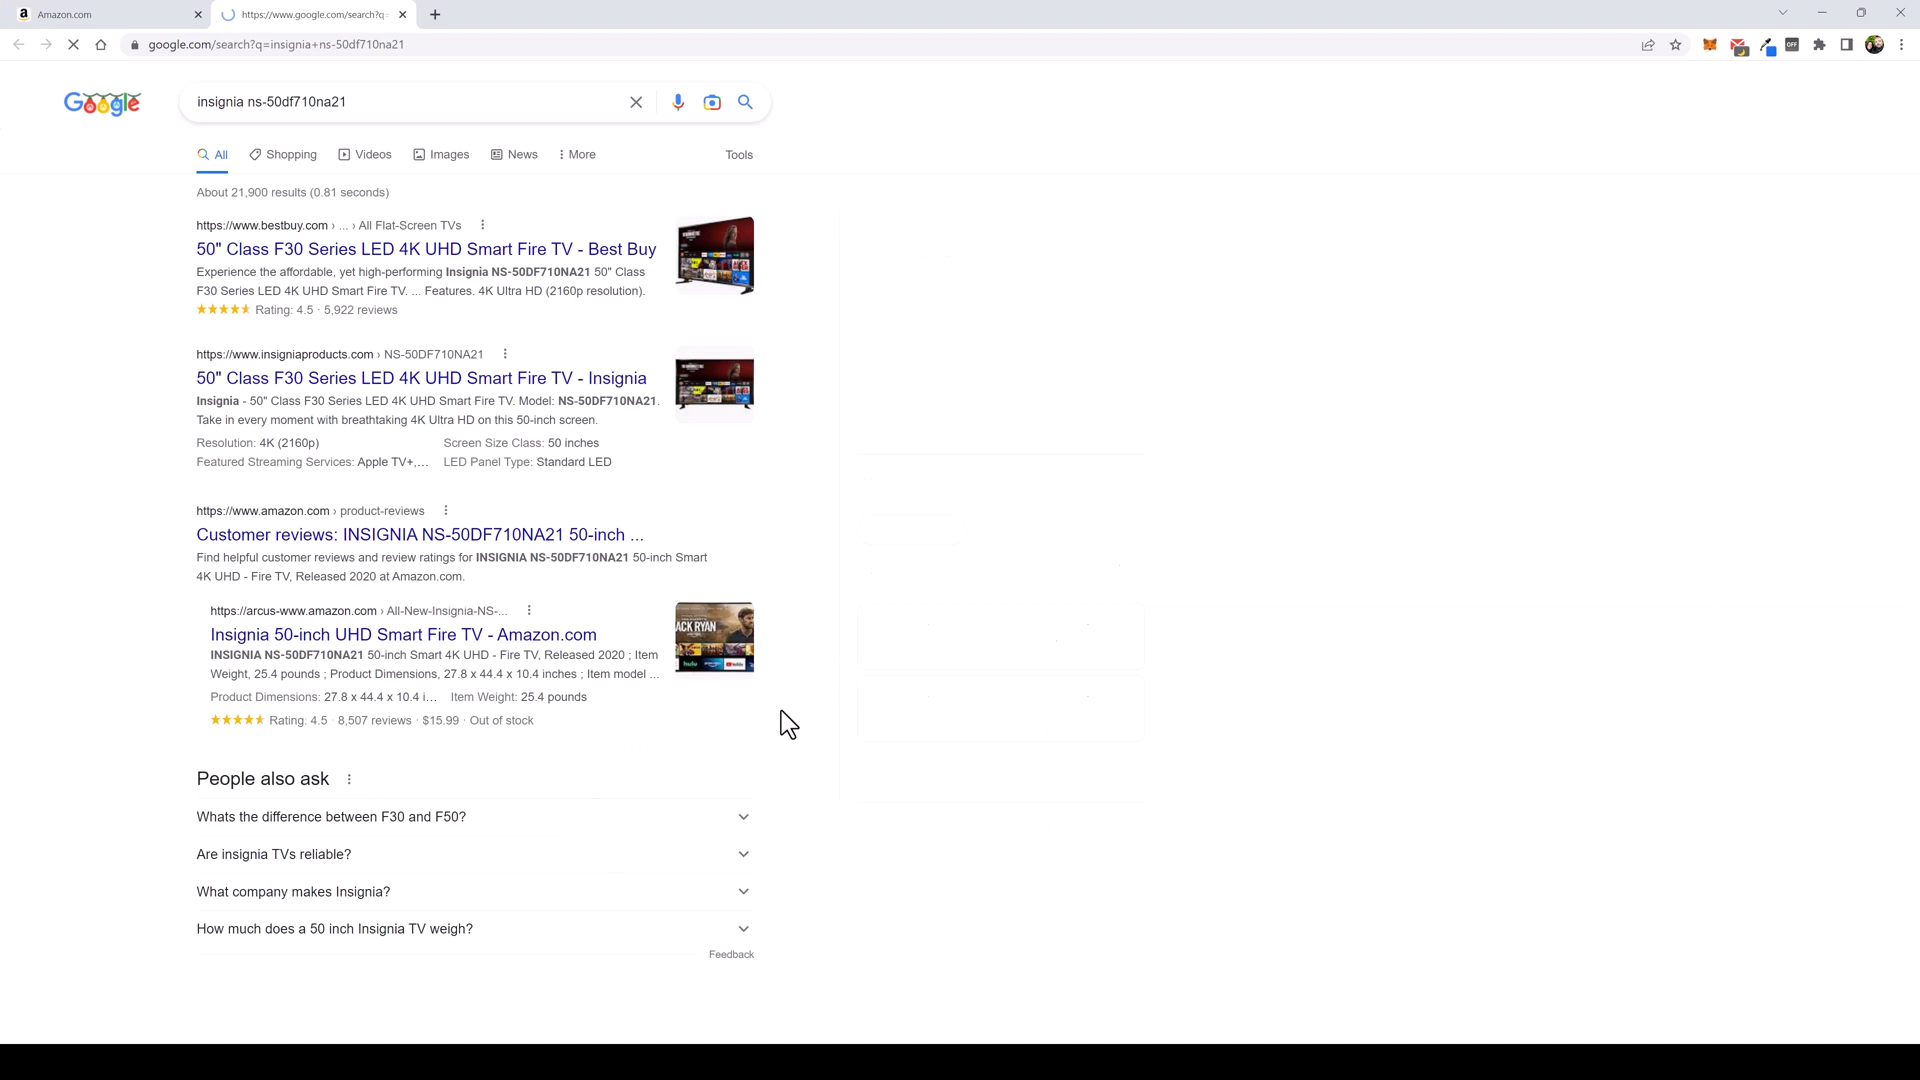 Amazon.com
https://www.google.com/search?q=
google.com/search?q=insignia+ns-50df710na21
OFF
Google
insignia ns-50df710na21
All
Shopping
Videos
Images
News
More
Tools
About 21,900 results (0.81 seconds)
https://www.bestbuy.com › ... › All Flat-Screen TVs
50" Class F30 Series LED 4K UHD Smart Fire TV - Best Buy
Experience the affordable, yet high-performing Insignia NS-50DF710NA21 50" Class
F30 Series LED 4K UHD Smart Fire TV. ... Features. 4K Ultra HD (2160p resolution).
Rating: 4.5 · 5,922 reviews
https://www.insigniaproducts.com › NS-50DF710NA21
50" Class F30 Series LED 4K UHD Smart Fire TV - Insignia
Insignia - 50" Class F30 Series LED 4K UHD Smart Fire TV. Model: NS-50DF710NA21.
Take in every moment with breathtaking 4K Ultra HD on this 50-inch screen.
Resolution: 4K (2160p) Screen Size Class: 50 inches
Featured Streaming Services: Apple TV+,... LED Panel Type: Standard LED
https://www.amazon.com › product-reviews
Customer reviews: INSIGNIA NS-50DF710NA21 50-inch ...
Find helpful customer reviews and review ratings for INSIGNIA NS-50DF710NA21 50-inch Smart
4K UHD - Fire TV, Released 2020 at Amazon.com.
https://arcus-www.amazon.com › All-New-Insignia-NS-...
Insignia 50-inch UHD Smart Fire TV - Amazon.com
INSIGNIA NS-50DF710NA21 50-inch Smart 4K UHD - Fire TV, Released 2020 ; Item
Weight, 25.4 pounds ; Product Dimensions, 27.8 x 44.4 x 10.4 inches ; Item model ...
Product Dimensions: 27.8 x 44.4 x 10.4 i... Item Weight: 25.4 pounds
Rating: 4.5 · 8,507 reviews · $15.99 · Out of stock
ACK RYAN
hulu
YouTube
People also ask
Whats the difference between F30 and F50?
Are insignia TVs reliable?
What company makes Insignia?
How much does a 50 inch Insignia TV weigh?
Feedback